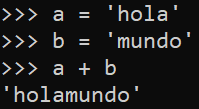 >>> a = 'hola'
>>> b = 'mundo'
>>> a + b
'holamundo'